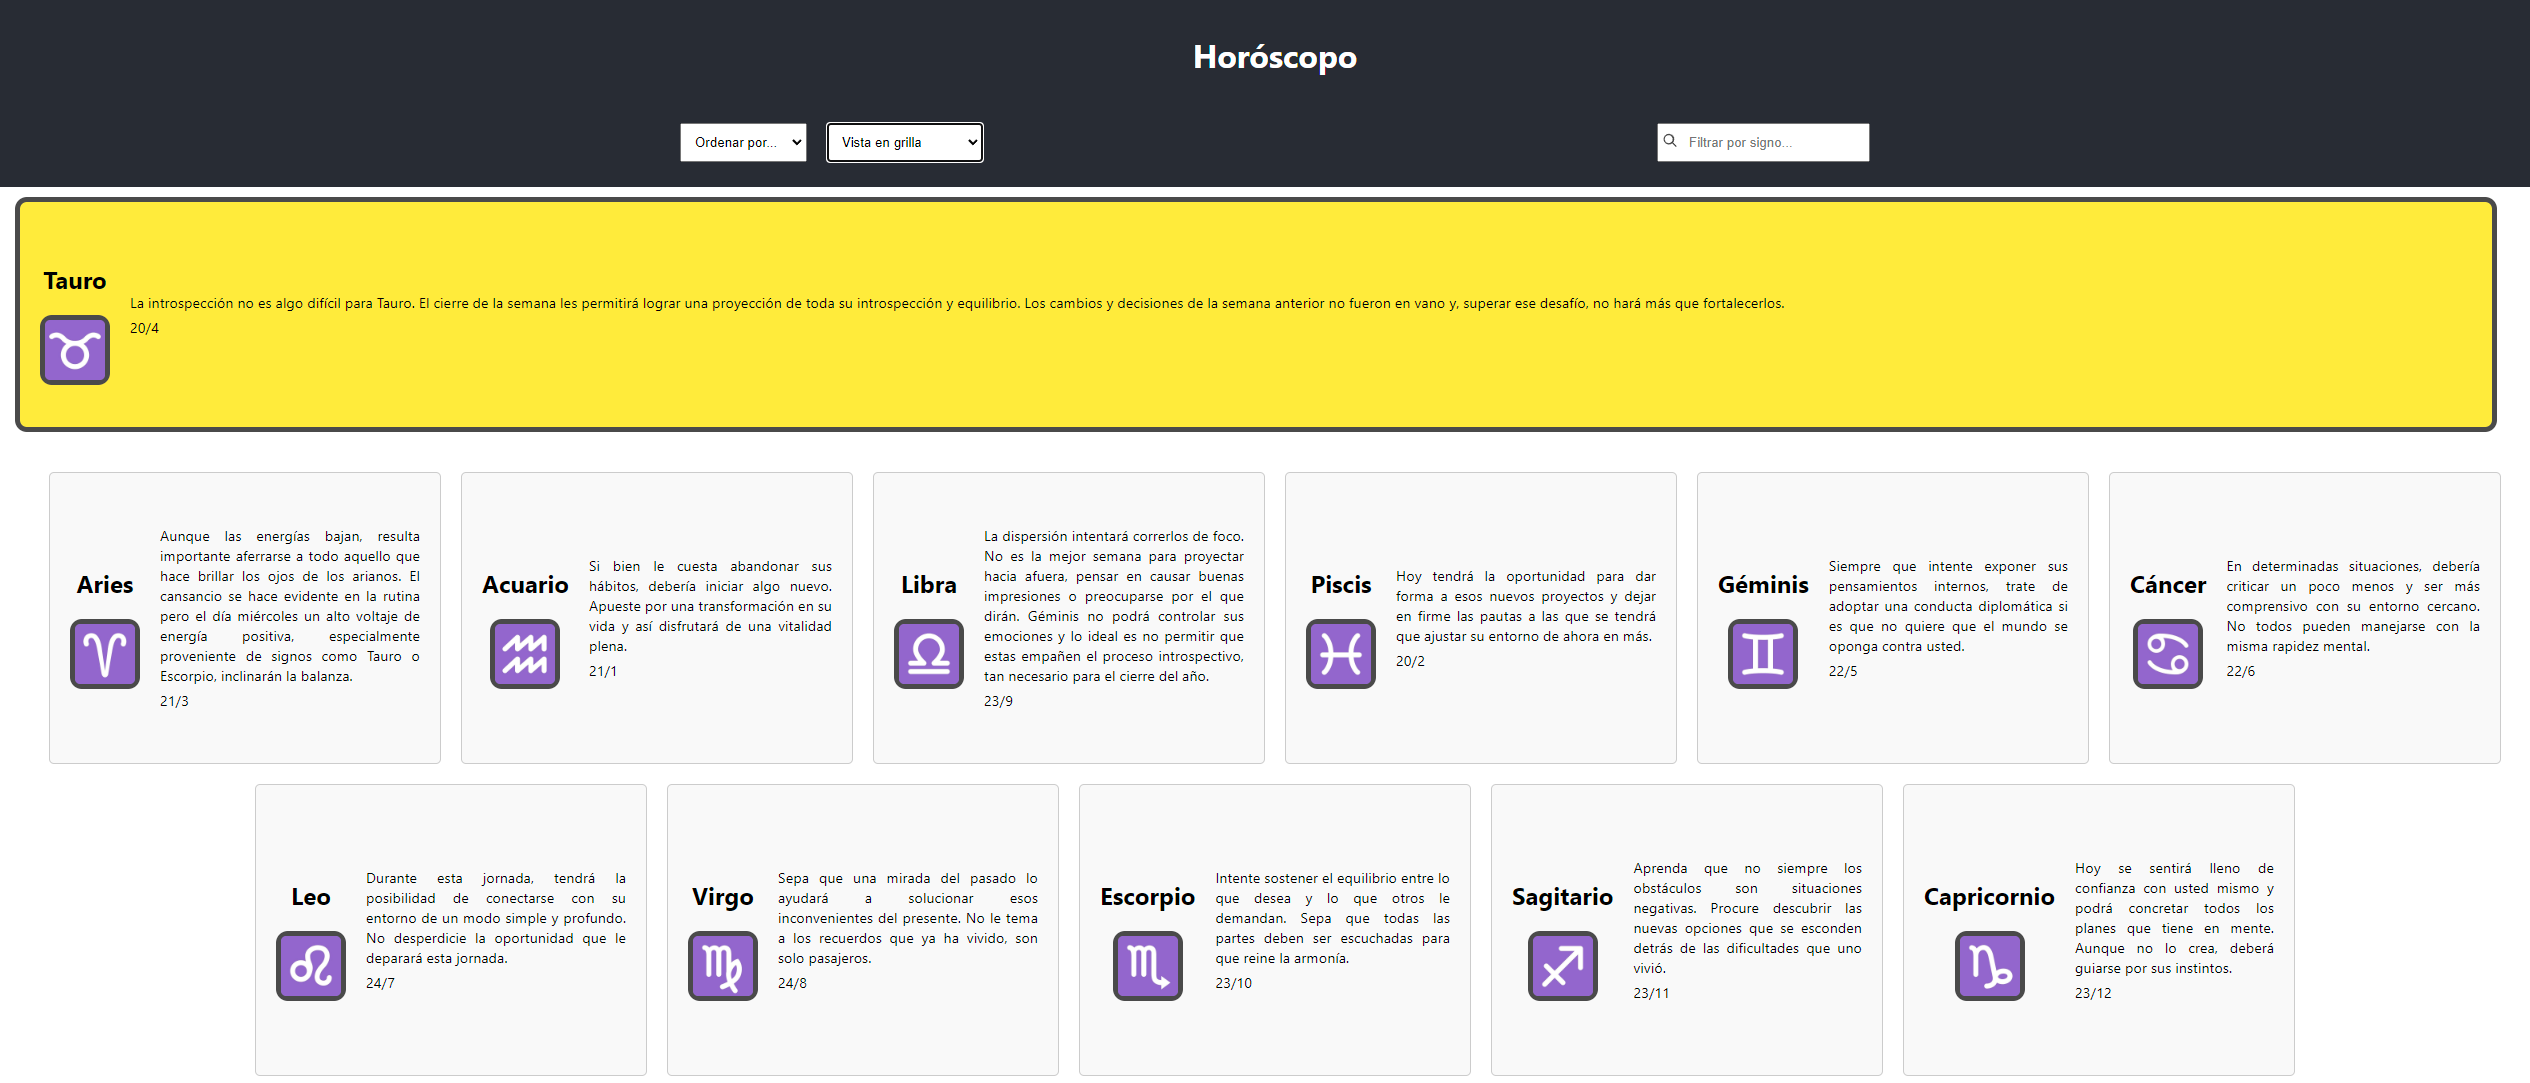 Horóscopo
Ordenar por...
Vista en grilla
Filtrar por signo...
Tauro
La introspección no es algo difícil para Tauro. El cierre de la semana les permitirá lograr una proyección de toda su introspección y equilibrio. Los cambios y decisiones de la semana anterior no fueron en vano y, superar ese desafío, no hará más que fortalecerlos.
20/4
Aries
Aunque las energías bajan, resulta
importante aferrarse a todo aquello que
hace brillar los ojos de los arianos. El
cansancio se hace evidente en la rutina
pero el día miércoles un alto voltaje de
energía positiva, especialmente
proveniente de signos como Tauro o
Escorpio, inclinarán la balanza.
21/3
Acuario
Si bien le cuesta abandonar sus
hábitos, debería iniciar algo nuevo.
Apueste por una transformación en su
vida y así disfrutará de una vitalidad
plena.
21/1
Libra
La dispersión intentará correrlos de foco.
No es la mejor semana para proyectar
hacia afuera, pensar en causar buenas
impresiones o preocuparse por el que
dirán. Géminis no podrá controlar sus
emociones y lo ideal es no permitir que
estas empañen el proceso introspectivo,
tan necesario para el cierre del año.
23/9
Piscis
Hoy tendrá la oportunidad para dar
forma a esos nuevos proyectos y dejar
en firme las pautas a las que se tendrá
que ajustar su entorno de ahora en más.
20/2
Géminis
Siempre que intente exponer sus
pensamientos internos, trate de
adoptar una conducta diplomática si
es que no quiere que el mundo se
oponga contra usted.
22/5
Cáncer
En determinadas situaciones, debería
criticar un poco menos y ser más
comprensivo con su entorno cercano.
No todos pueden manejarse con la
misma rapidez mental.
22/6
Leo
Durante esta jornada, tendrá la
posibilidad de conectarse con su
entorno de un modo simple y profundo.
No desperdicie la oportunidad que le
deparará esta jornada.
24/7
Virgo
Sepa que una mirada del pasado lo
ayudará a solucionar esos
inconvenientes del presente. No le tema
a los recuerdos que ya ha vivido, son
solo pasajeros.
24/8
Escorpio
Intente sostener el equilibrio entre lo
que desea y lo que otros le
demandan. Sepa que todas las
partes deben ser escuchadas para
que reine la armonía.
23/10
Sagitario
Aprenda que no siempre los
obstáculos son situaciones
negativas. Procure descubrir las
nuevas opciones que se esconden
detrás de las dificultades que uno
vivió.
23/11
Capricornio
Hoy se sentirá lleno de
confianza con usted mismo y
podrá concretar todos los
planes que tiene en mente.
Aunque no lo crea, deberá
guiarse por sus instintos.
23/12